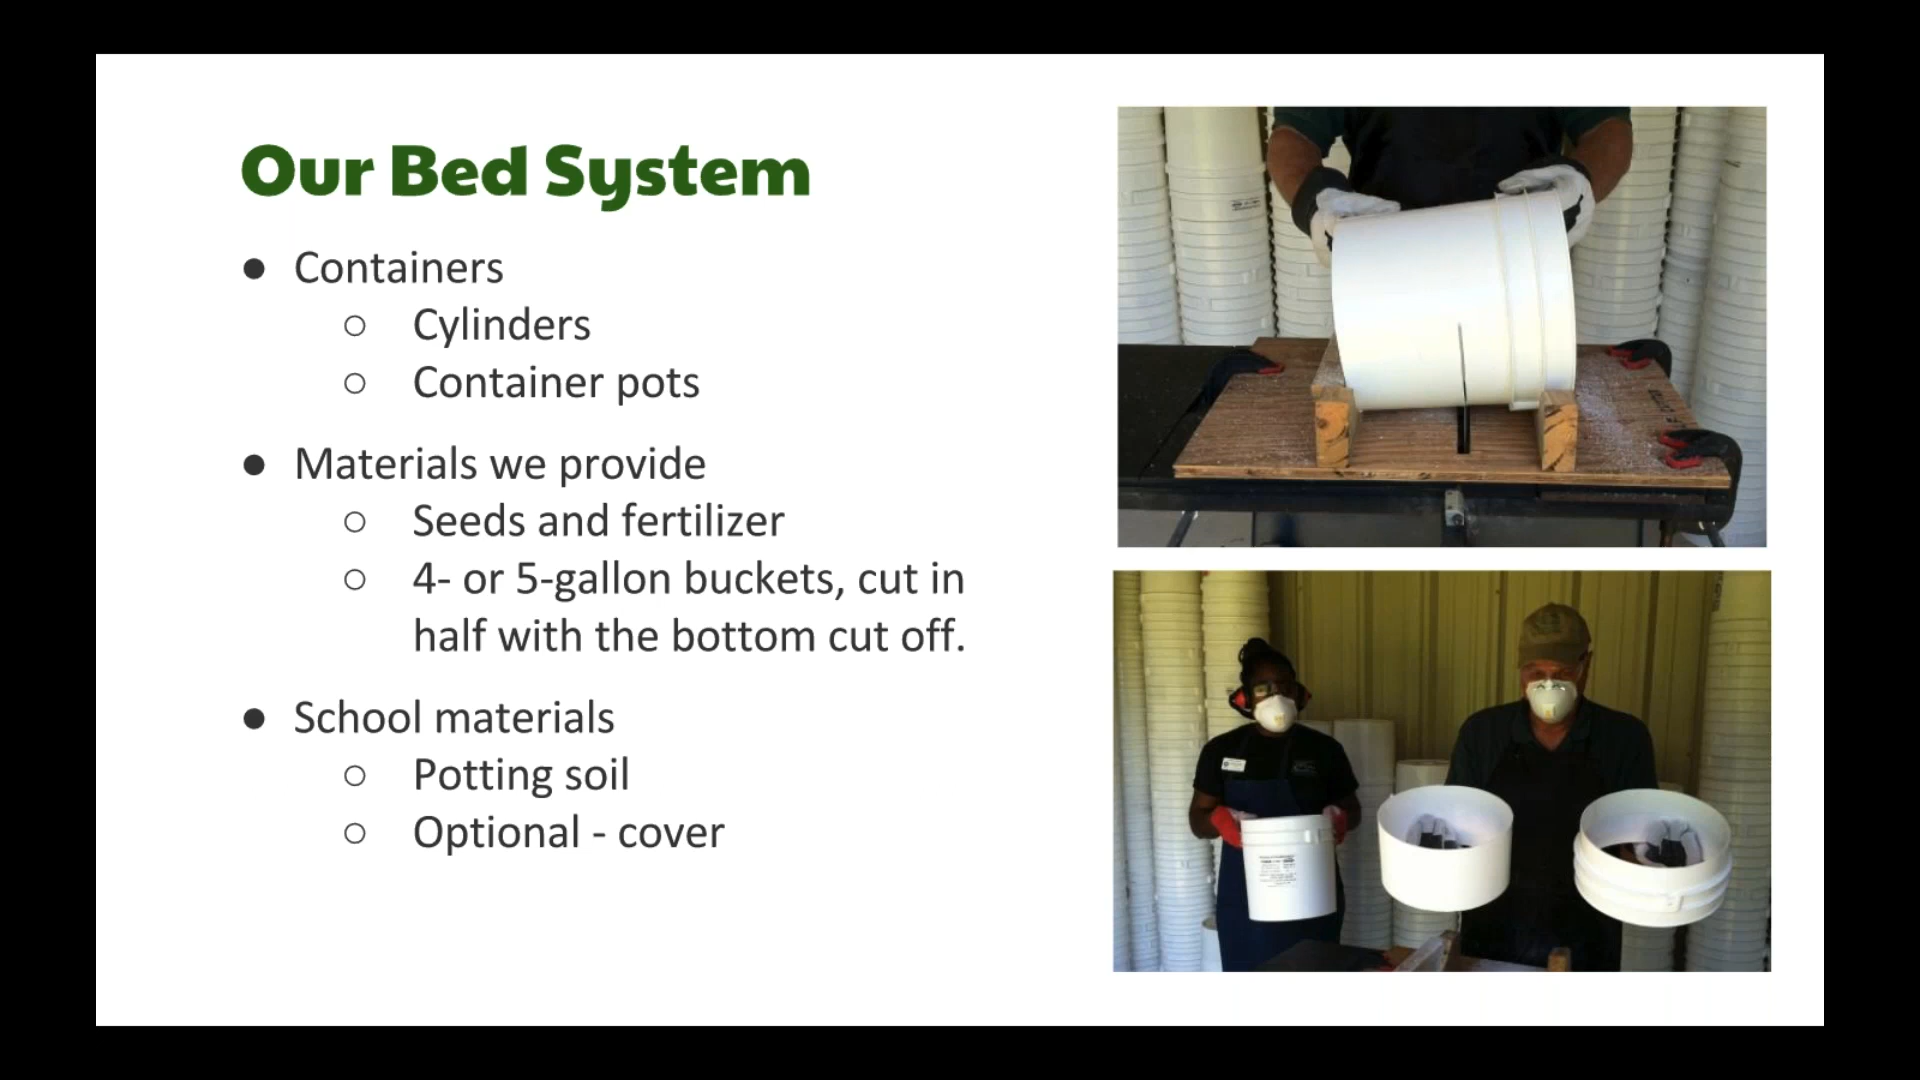 Our Bed System
● Containers
○ Cylinders
○ Container pots
● Materials we provide
○ Seeds and fertilizer
○ 4- or 5-gallon buckets, cut in
half with the bottom cut off.
● School materials
○ Potting soil
○ Optional - cover